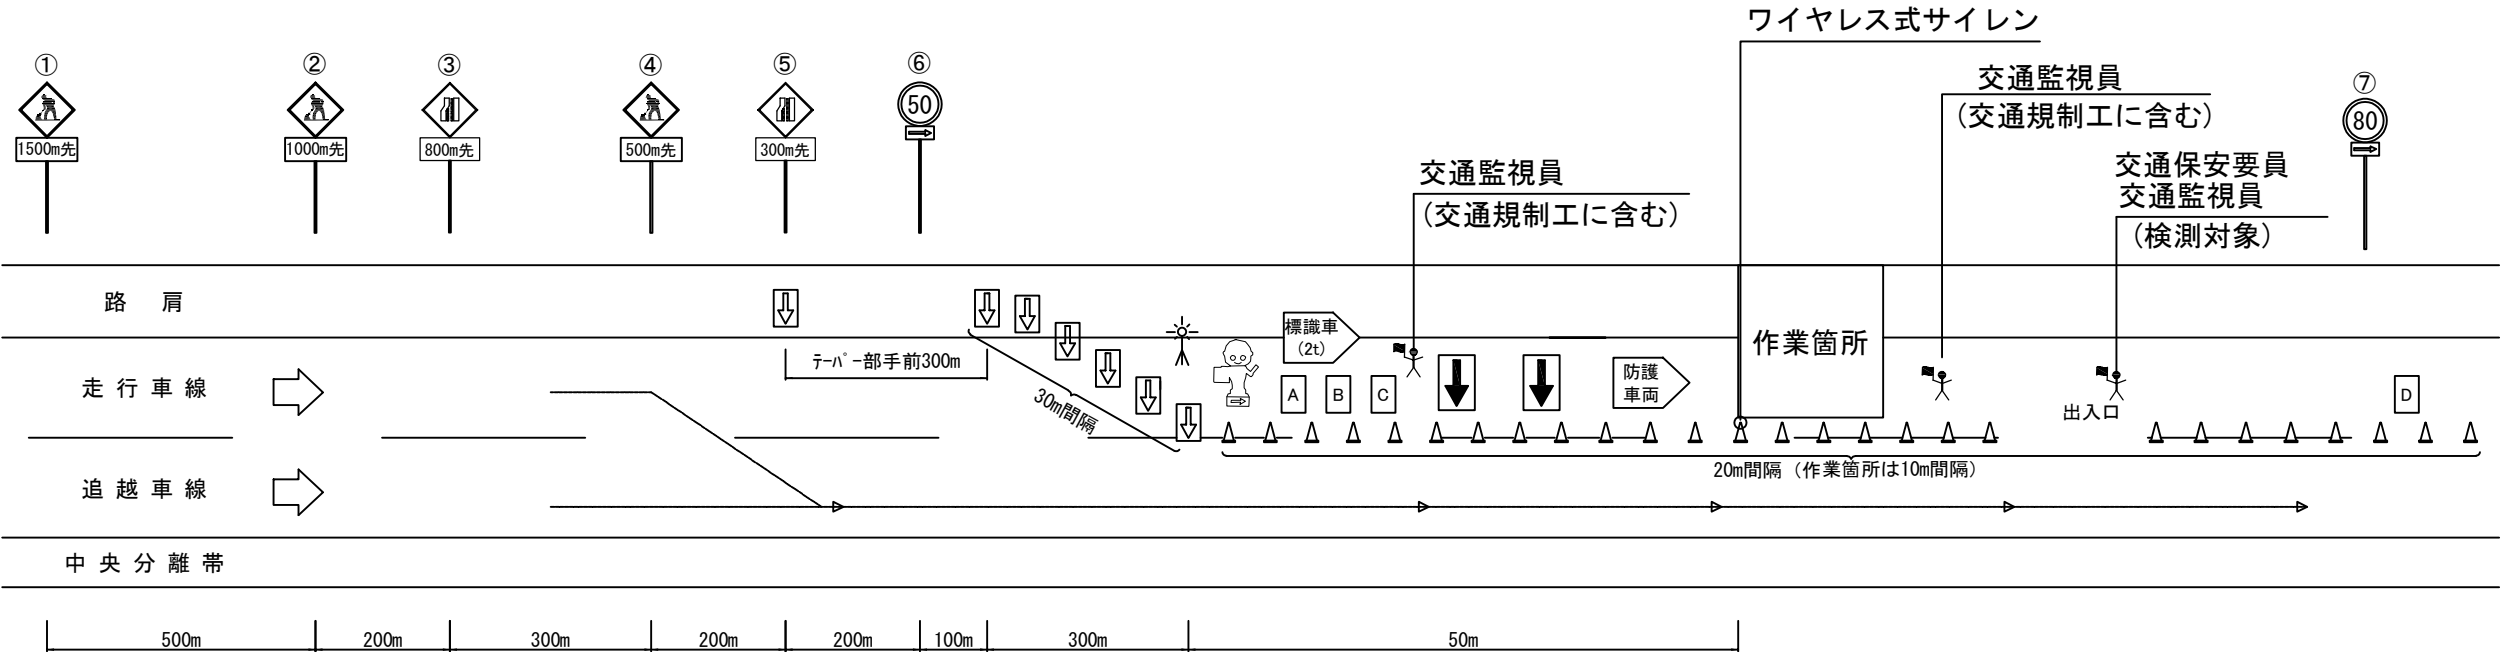 ワイヤレス式サイレン
① ② ③ ④ ⑤ ⑥ ⑦
50
80
1500m先 1000m先 800m先 500m先 300m先
交通監視員
(交通規制工に含む)
交通監視員
(交通規制工に含む)
交通保安要員
交通監視員
(検測対象)
路 肩
標識車
(2t)
作業箇所
テーパー部手前300m
走行車線
30m間隔
A B C
防護
車両
出入口
D
20m間隔 (作業箇所は10m間隔)
追越車線
中央分離帯
500m 200m 300m 200m 200m 100m 300m 50m